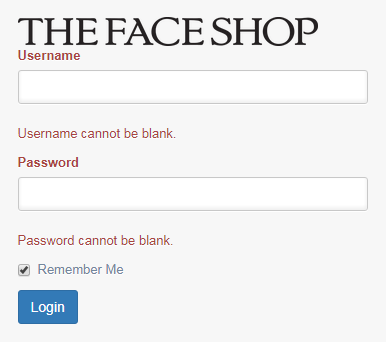 THE FACE SHOP
Username
Username cannot be blank.
Password
Password cannot be blank.
Remember Me
Login